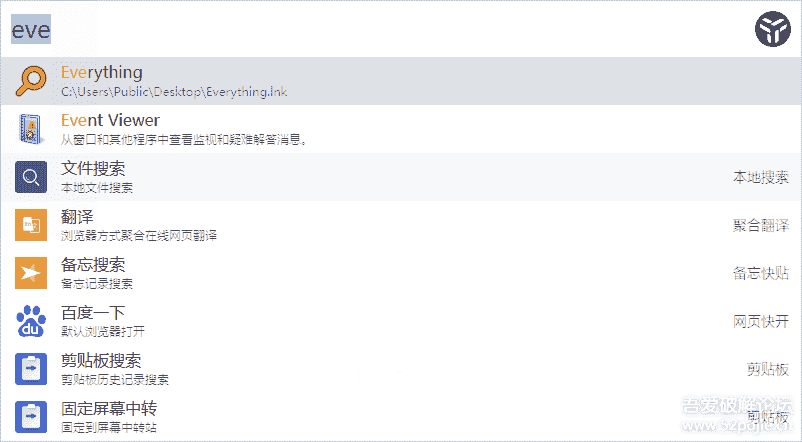 eve
Everything
C:\Users\Public\Desktop\Everything.lnk
Event Viewer
从窗口和其他程序中查看监视和疑难解答消息。
文件搜索
本地文件搜索
本地搜索
翻译
浏览器方式聚合在线网页翻译
聚合翻译
备忘搜索
备忘记录搜索
备忘快贴
百度一下
默认浏览器打开
网页快开
du
剪贴板搜索
剪贴板历史记录搜索
剪贴板
固定屏幕中转
固定到屏幕中转站
剪贴板
吾爱破解论坛
www.52pojie.cn